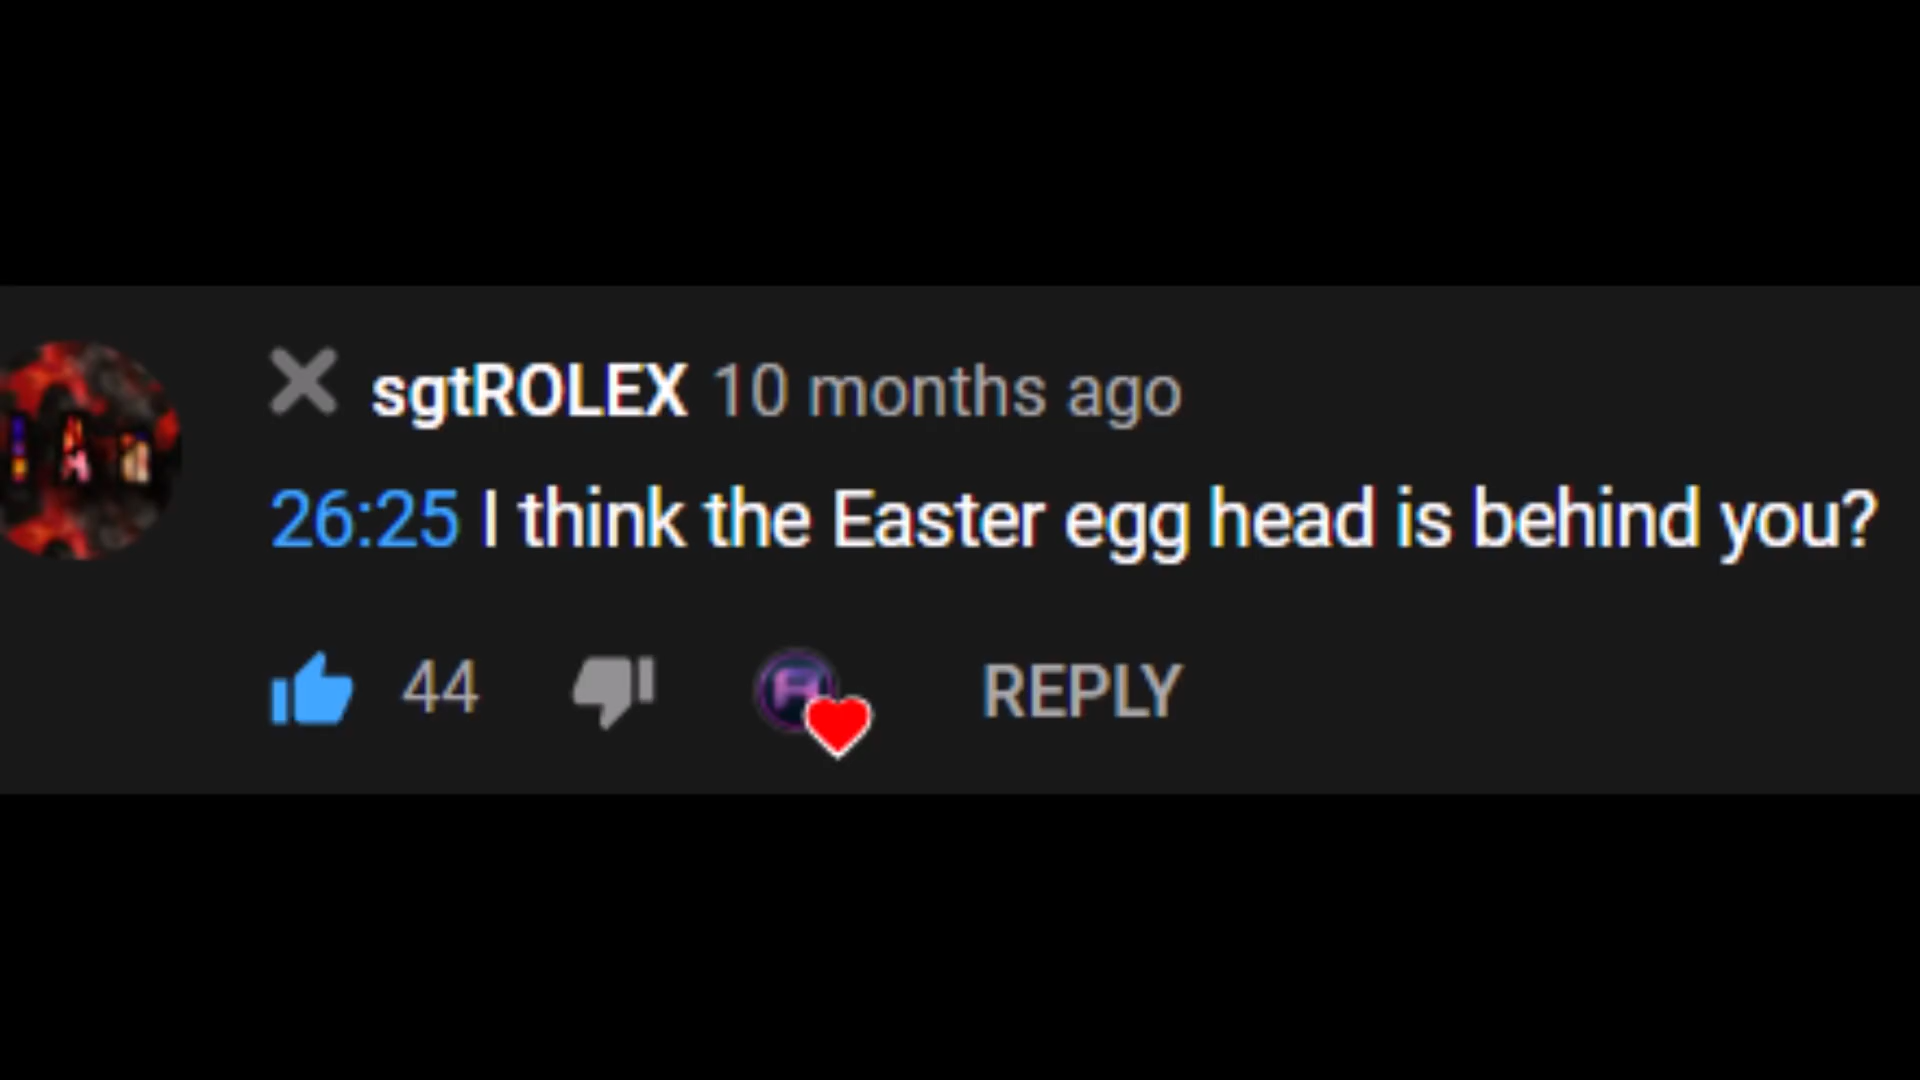 sgtROLEX 10 months ago
26:25 I think the Easter egg head is behind you?
44 REPLY